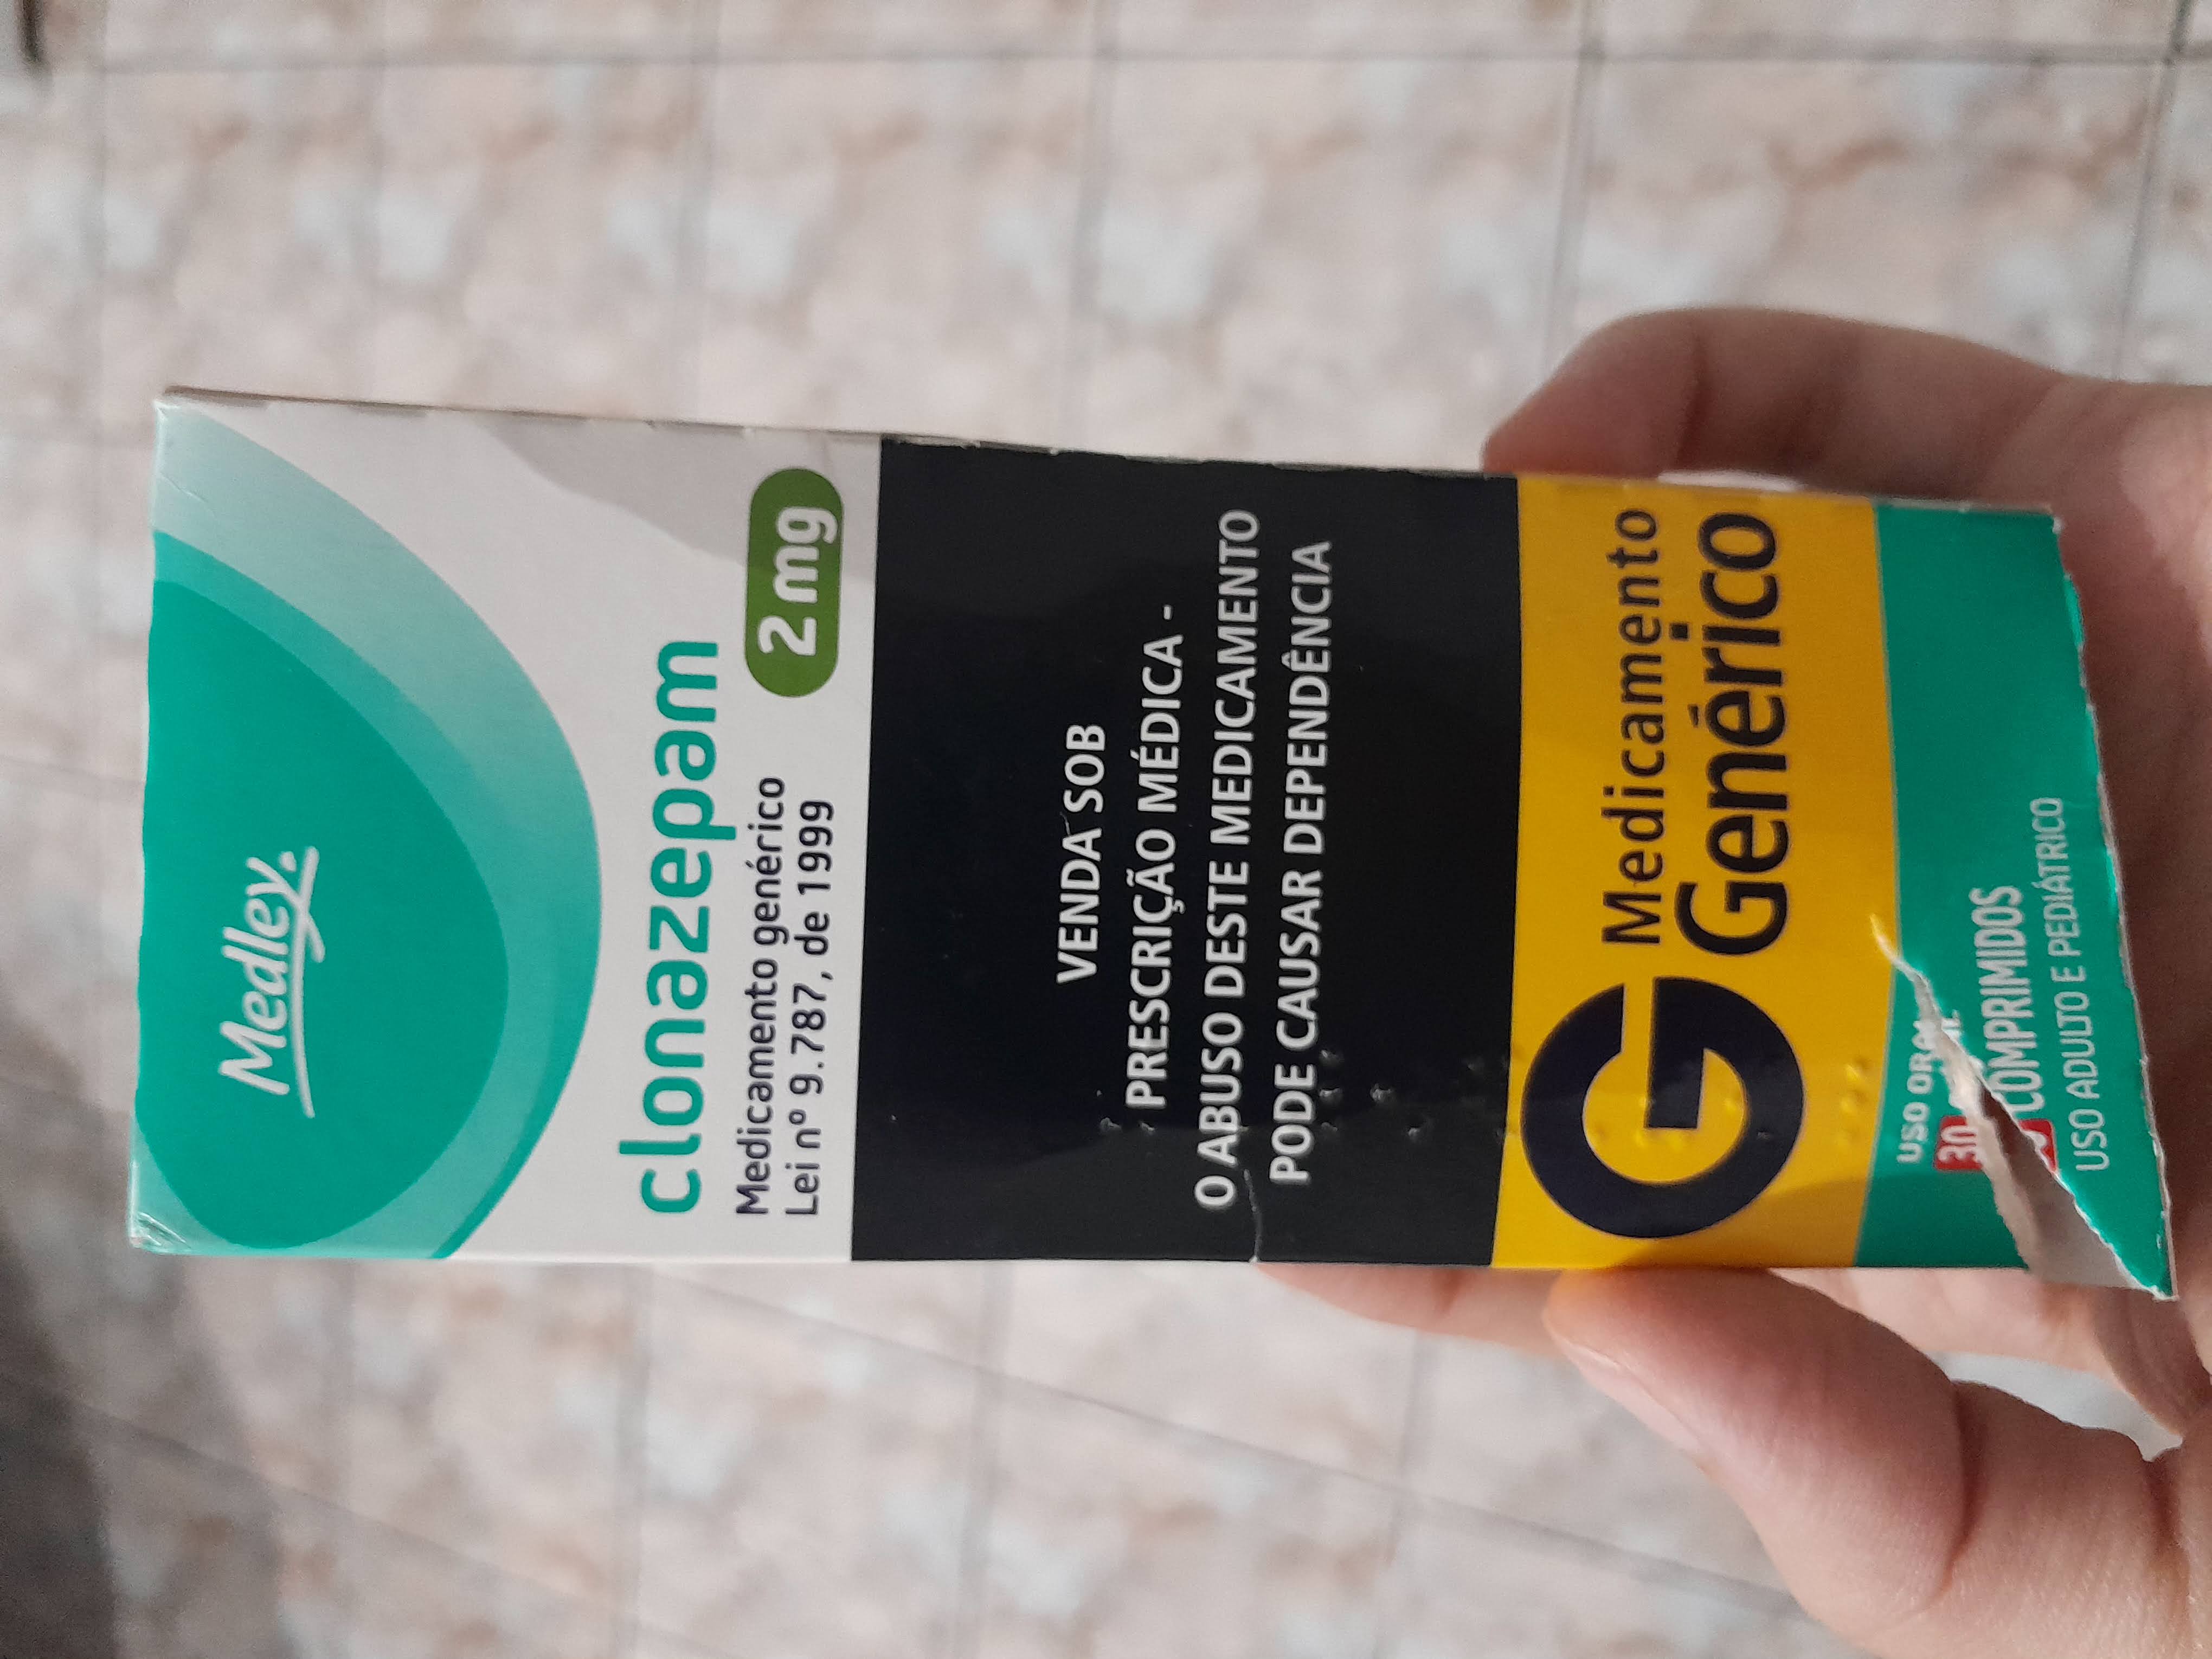 Medley.
clonazepam
Medicamento genérico
Lei nº 9.787, de 1999
2 mg
VENDA SOB
PRESCRIÇÃO MÉDICA -
O ABUSO DESTE MEDICAMENTO
PODE CAUSAR DEPENDÊNCIA
G
Medicamento
Genérico
USO ORAL
30
COMPRIMIDOS
USO ADULTO E PEDIÁTRICO